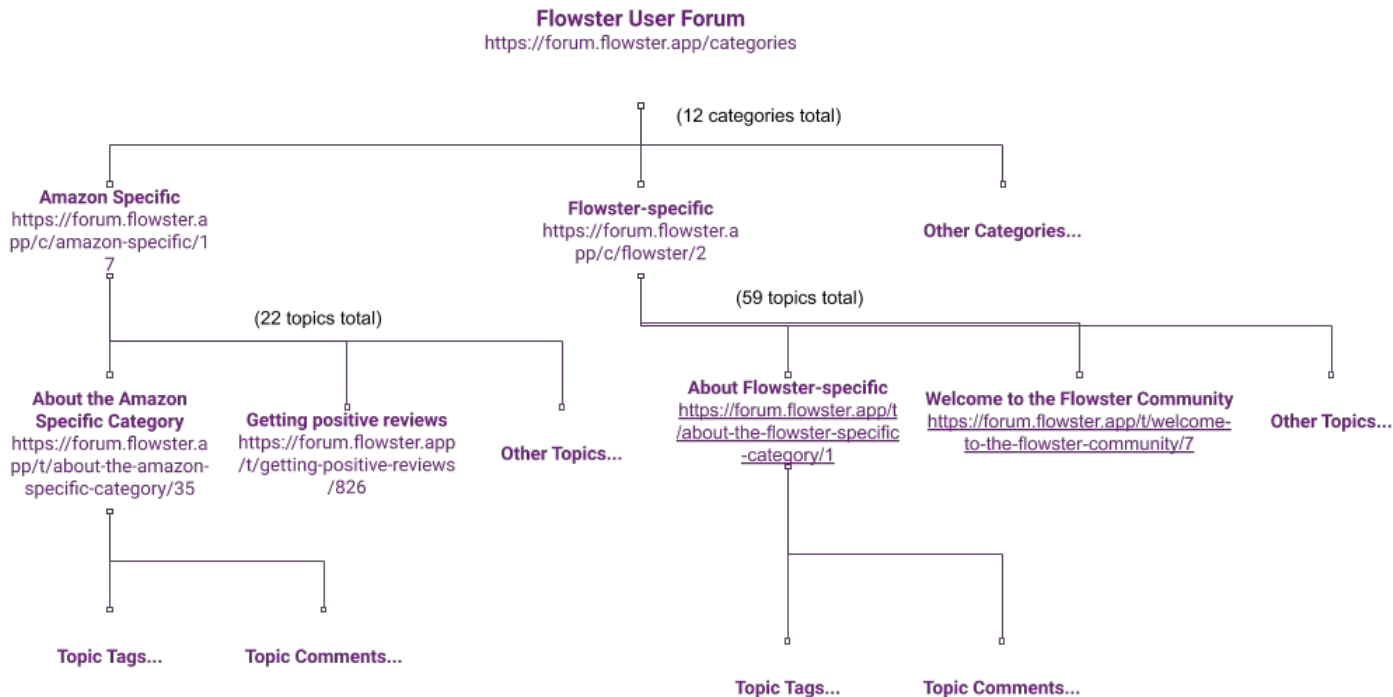 Flowster User Forum
https://forum.flowster.app/categories
(12 categories total)
Amazon Specific
https://forum.flowster.a
pp/c/amazon-specific/1
7
Flowster-specific
https://forum.flowster.a
pp/c/flowster/2
Other Categories...
(22 topics total)
(59 topics total)
About the Amazon
Specific Category
https://forum.flowster.a
pp/t/about-the-amazon-
specific-category/35
Getting positive reviews
https://forum.flowster.app
/t/getting-positive-reviews
/826
Other Topics...
About Flowster-specific
https://forum.flowster.app/t
/about-the-flowster-specific
-category/1
Welcome to the Flowster Community
https://forum.flowster.app/t/welcome-
to-the-flowster-community/7
Other Topics...
Topic Tags...
Topic Comments...
Topic Tags...
Topic Comments...